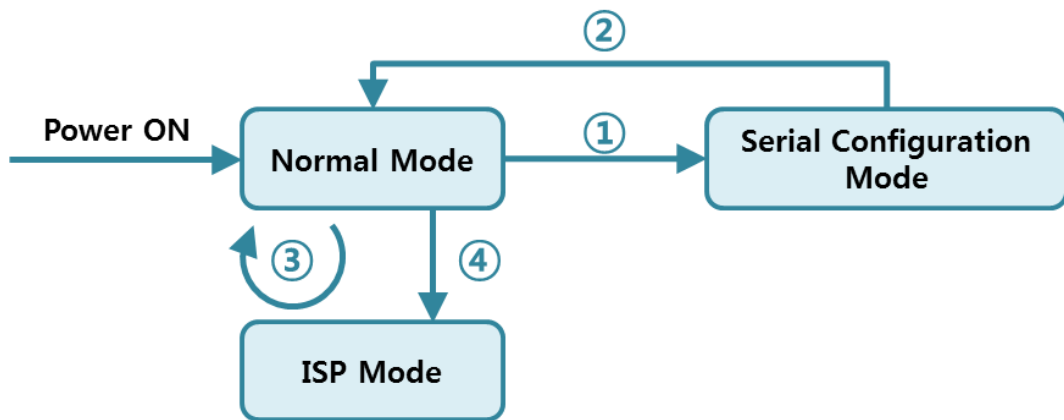 ②
Power ON
Normal Mode
①
Serial Configuration
Mode
③
④
ISP Mode